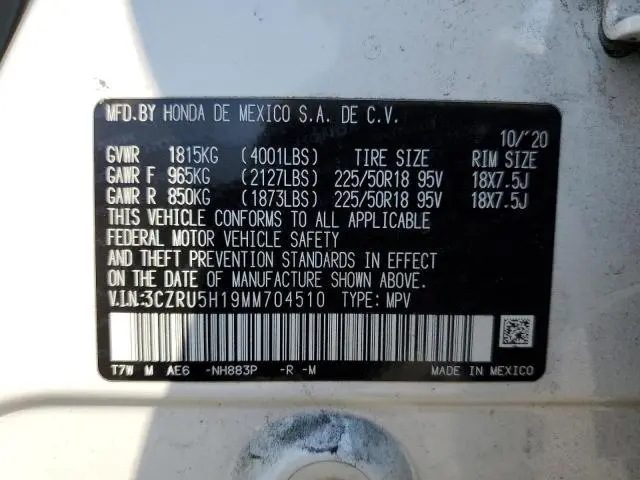 MFD.BY HONDA DE MEXICO S.A. DE C.V.
10/'20
GVWR 1815KG (4001LBS) TIRE SIZE RIM SIZE
GAWR F 965KG (2127LBS) 225/50R18 95V 18X7.5J
GAWR R 850KG (1873LBS) 225/50R18 95V 18X7.5J
THIS VEHICLE CONFORMS TO ALL APPLICABLE
FEDERAL MOTOR VEHICLE SAFETY
AND THEFT PREVENTION STANDARDS IN EFFECT
ON THE DATE OF MANUFACTURE SHOWN ABOVE.
V.I.N.:3CZRU5H19MM704510 TYPE: MPV
T7W M AE6 -NH883P -R -M MADE IN MEXICO